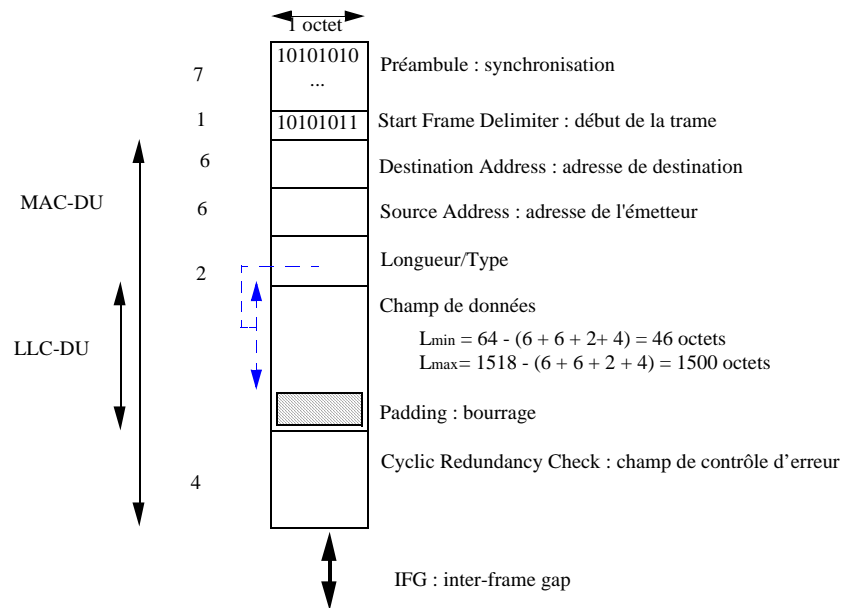 1 octet
7
10101010
...
Préambule : synchronisation
1
10101011
Start Frame Delimiter : début de la trame
6
Destination Address : adresse de destination
MAC-DU
6
Source Address : adresse de l'émetteur
2
Longueur/Type
Champ de données
Lmin = 64 - (6 + 6 + 2+ 4) = 46 octets
LLC-DU
Lmax= 1518 - (6 + 6 + 2 + 4) = 1500 octets
Padding : bourrage
Cyclic Redundancy Check : champ de contrôle d’erreur
4
IFG : inter-frame gap